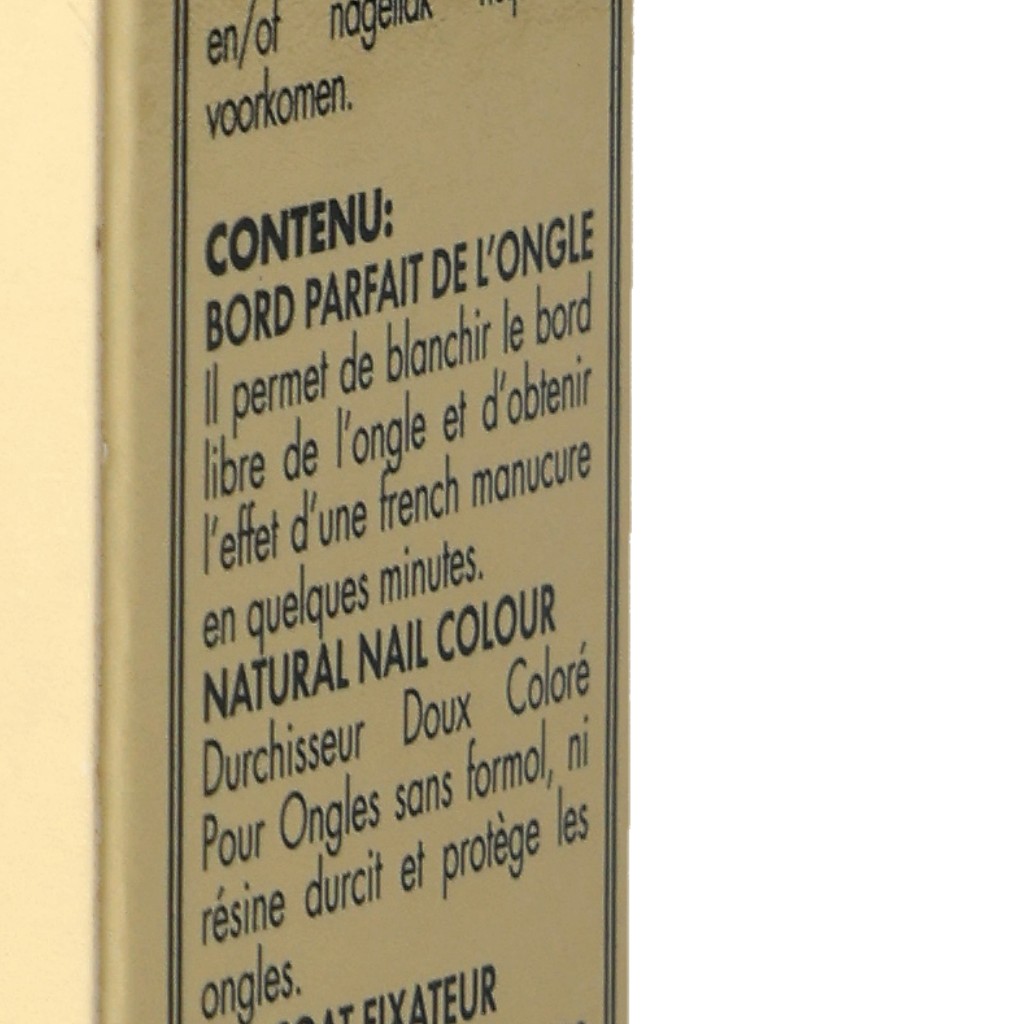 en/of nagellak
voorkomen.
CONTENU:
BORD PARFAIT DE L'ONGLE
Il permet de blanchir le bord
libre de l'ongle et d'obtenir
l'effet d'une french manucure
en quelques minutes.
NATURAL NAIL COLOUR
Durchisseur Doux Coloré
Pour Ongles sans formol, ni
résine durcit et protège les
ongles.
FIXATEUR